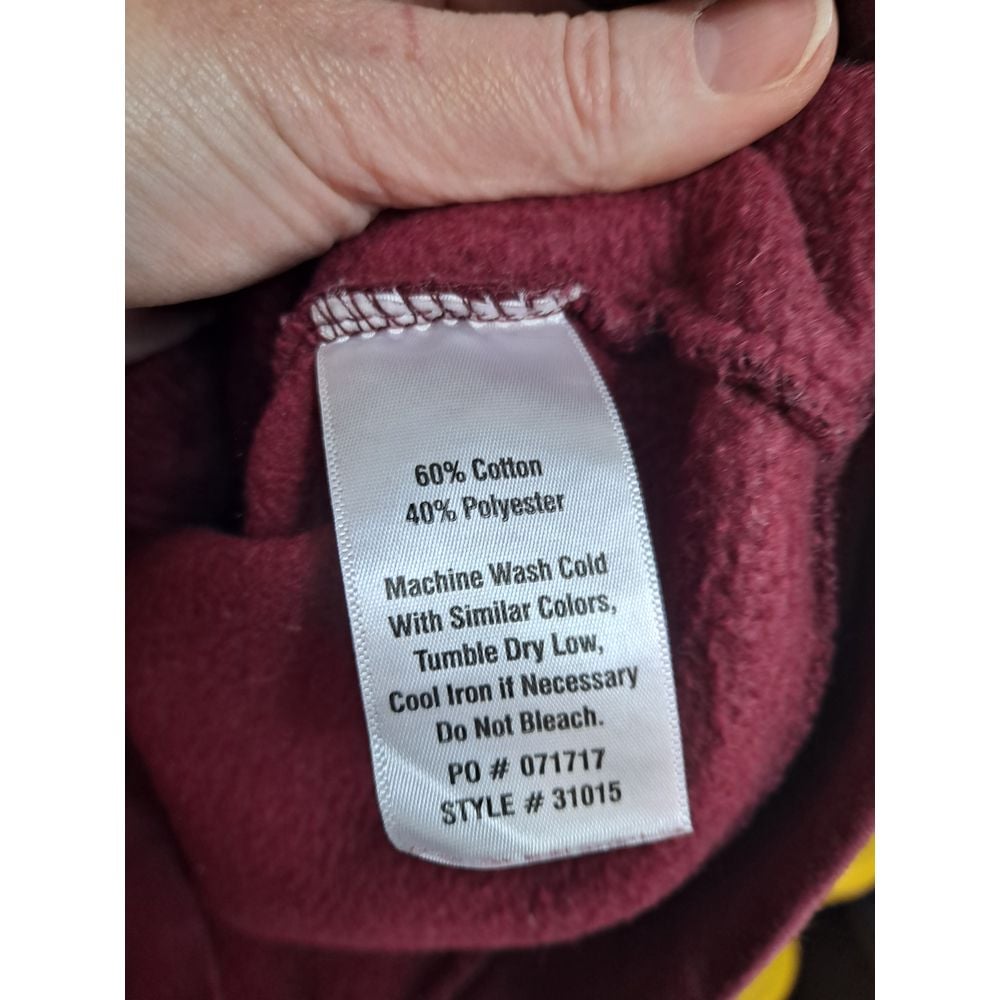 60% Cotton
40% Polyester
Machine Wash Cold
With Similar Colors,
Tumble Dry Low,
Cool Iron if Necessary
Do Not Bleach.
PO # 071717
STYLE # 31015